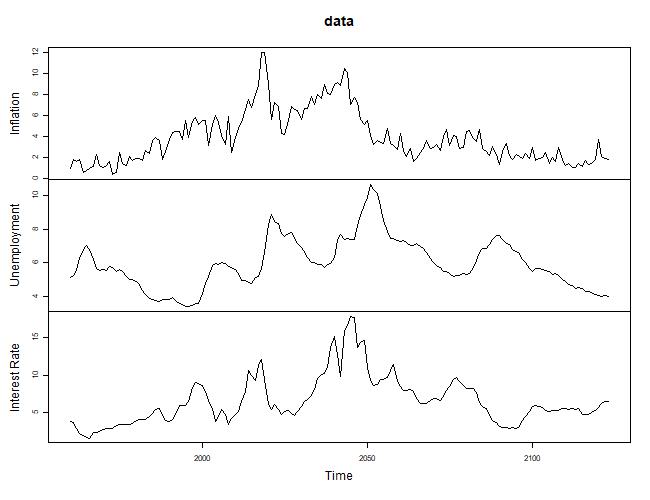 data
Inflation
0 2 4 6 8 10 12
Unemployment
4 6 8 10
Interest Rate
5 10 15
2000 2050 2100
Time